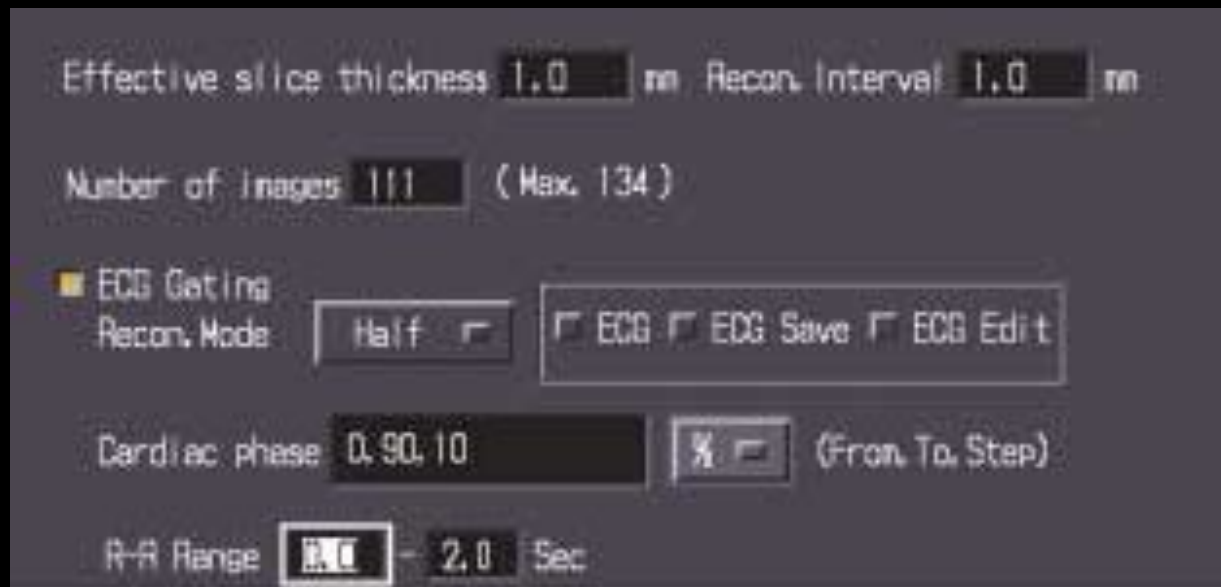 Effective slice thickness 1.0 mm Recon. Interval 1.0 mm
Number of images 111 (Max. 134)
ECG Gating
Recon. Mode Half ECG ECG Save ECG Edit
Cardiac phase 0.90.10 % (From.To.Step)
R-R Range 0.0 - 2.0 Sec